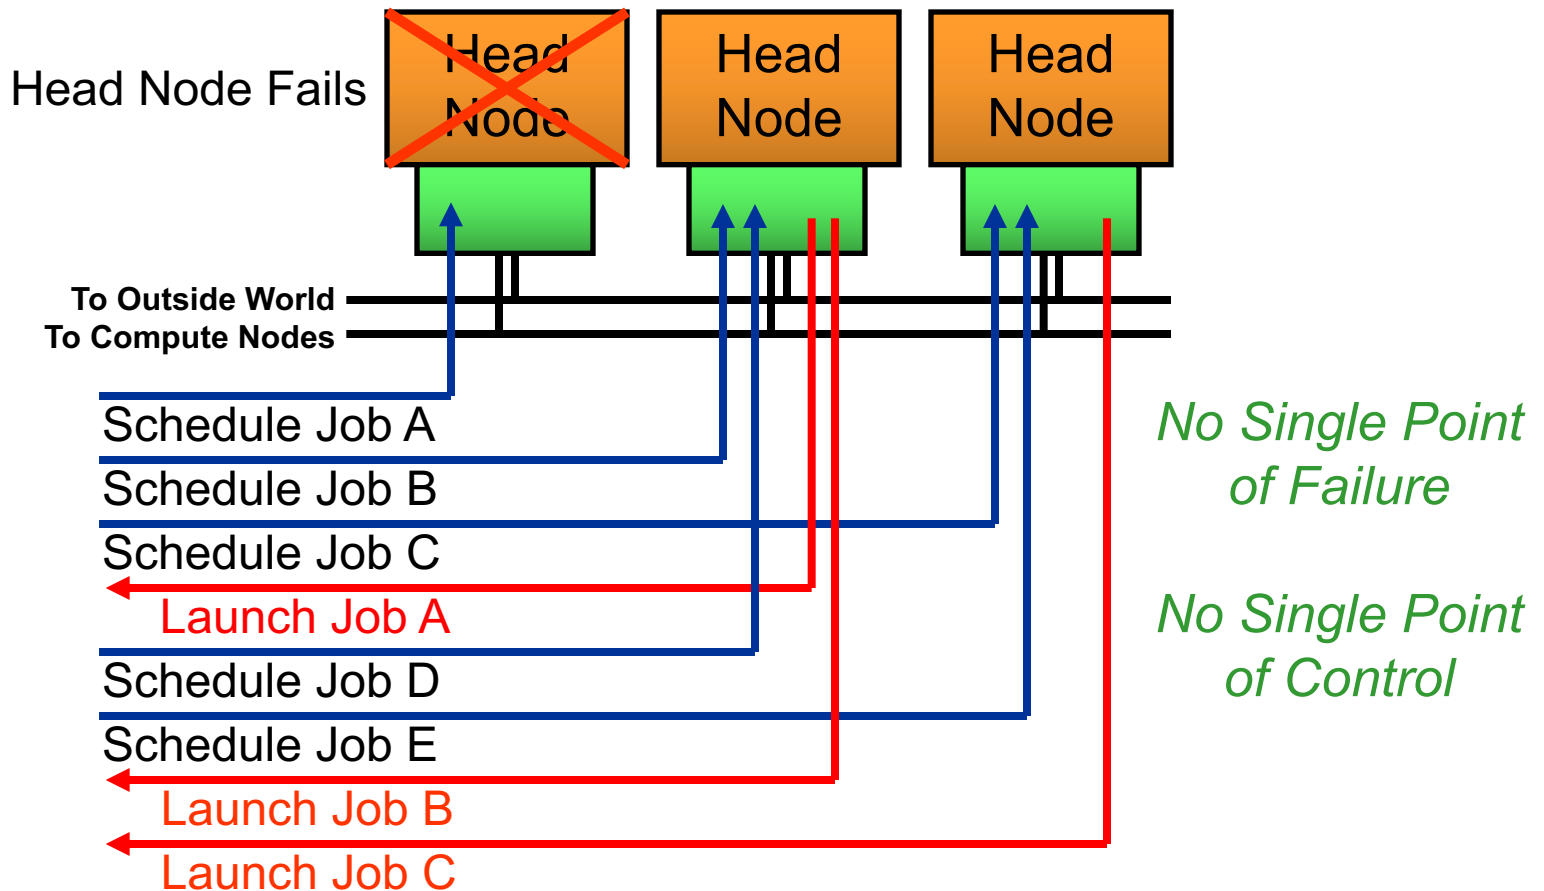 Head Node Fails
Head
Node
Head
Node
Head
Node
To Outside World
To Compute Nodes
Schedule Job A
Schedule Job B
Schedule Job C
Launch Job A
Schedule Job D
Schedule Job E
Launch Job B
Launch Job C
No Single Point
of Failure
No Single Point
of Control